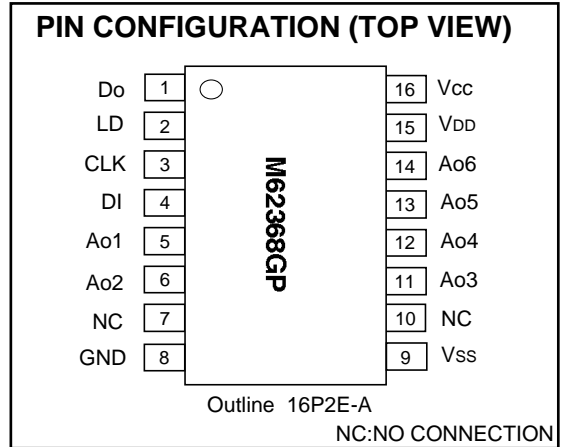 PIN CONFIGURATION (TOP VIEW)
Do 1 16 Vcc
LD 2 15 VDD
CLK 3 14 Ao6
DI 4 13 Ao5
Ao1 5 12 Ao4
Ao2 6 11 Ao3
NC 7 10 NC
GND 8 9 Vss
M62368GP
Outline 16P2E-A
NC:NO CONNECTION